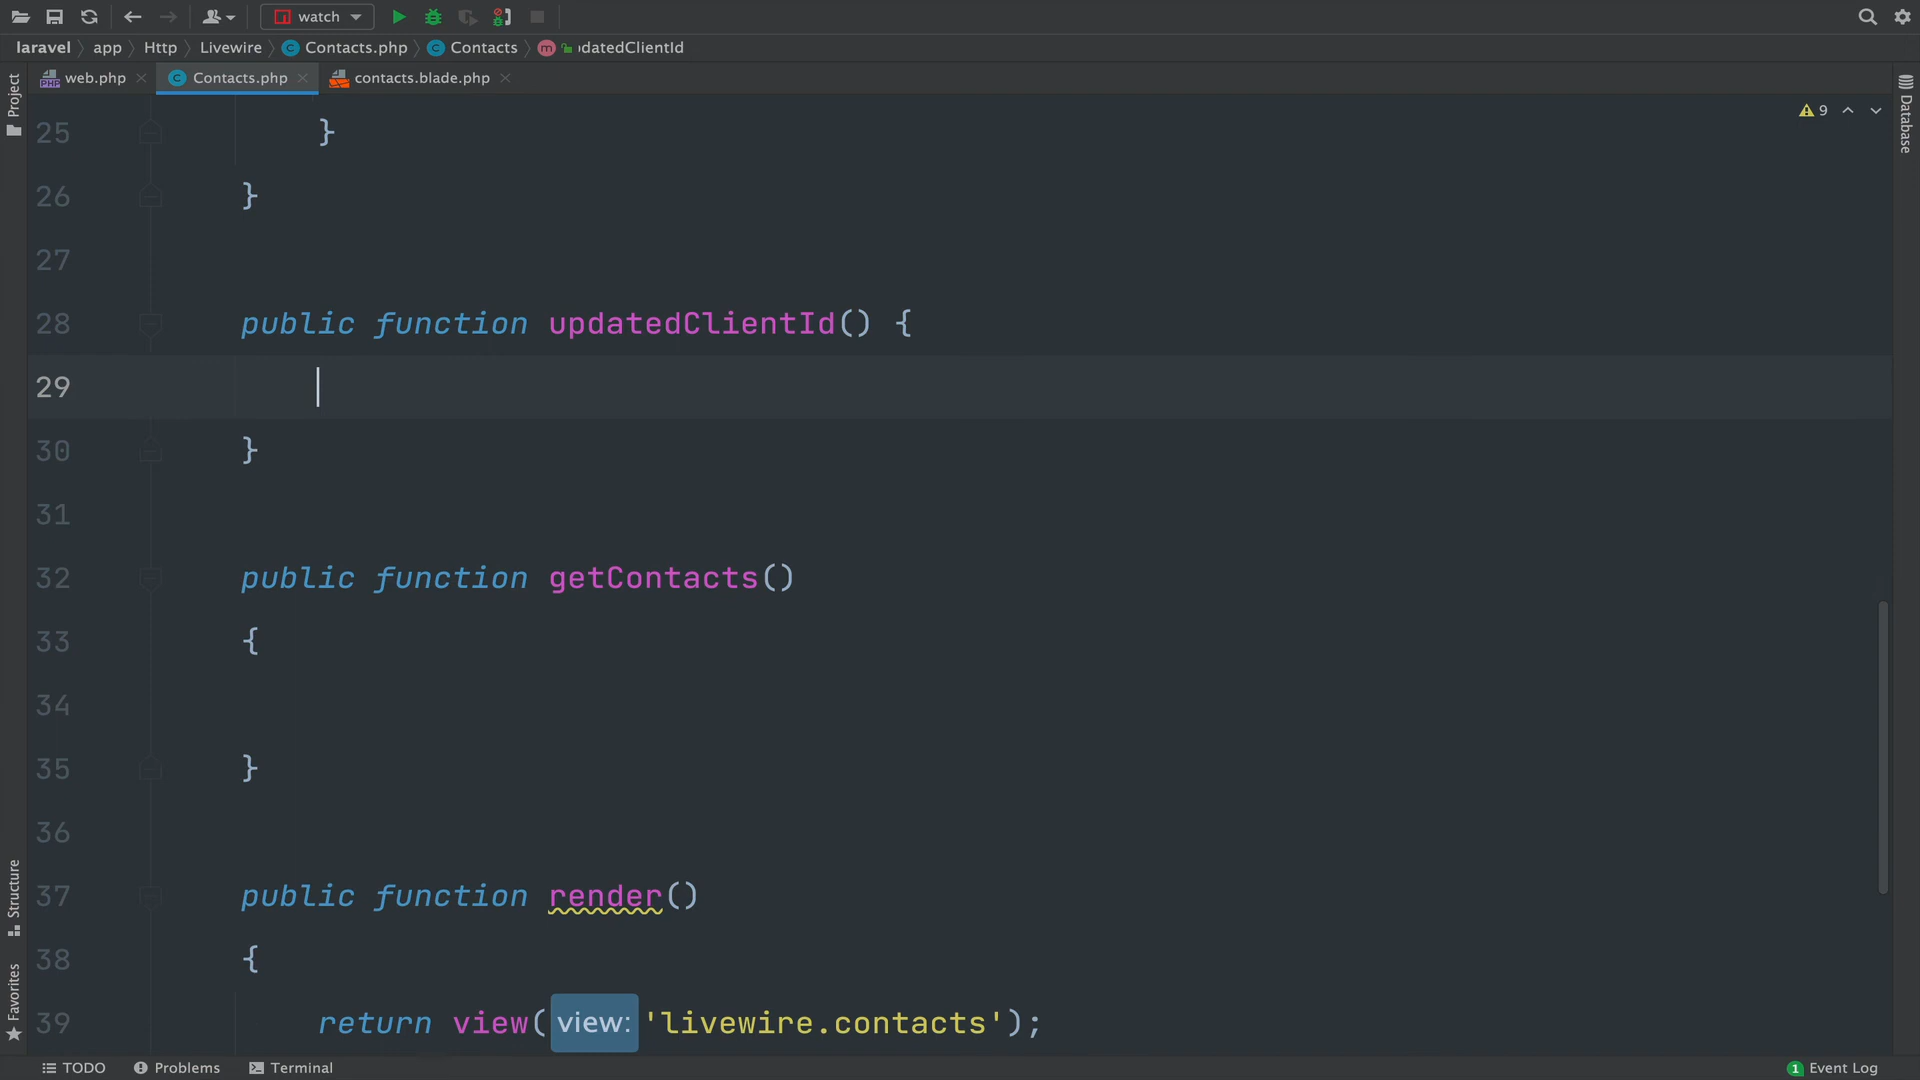 watch
laravel app Http Livewire Contacts.php Contacts updatedClientId
web.php Contacts.php contacts.blade.php
Project
Database
9
25 }
26 }
27
28 public function updatedClientId() {
29
30 }
31
32 public function getContacts()
33 {
34
35 }
36
37 public function render()
38 {
39 return view( view: 'livewire.contacts');
Structure
Favorites
TODO Problems Terminal 1 Event Log